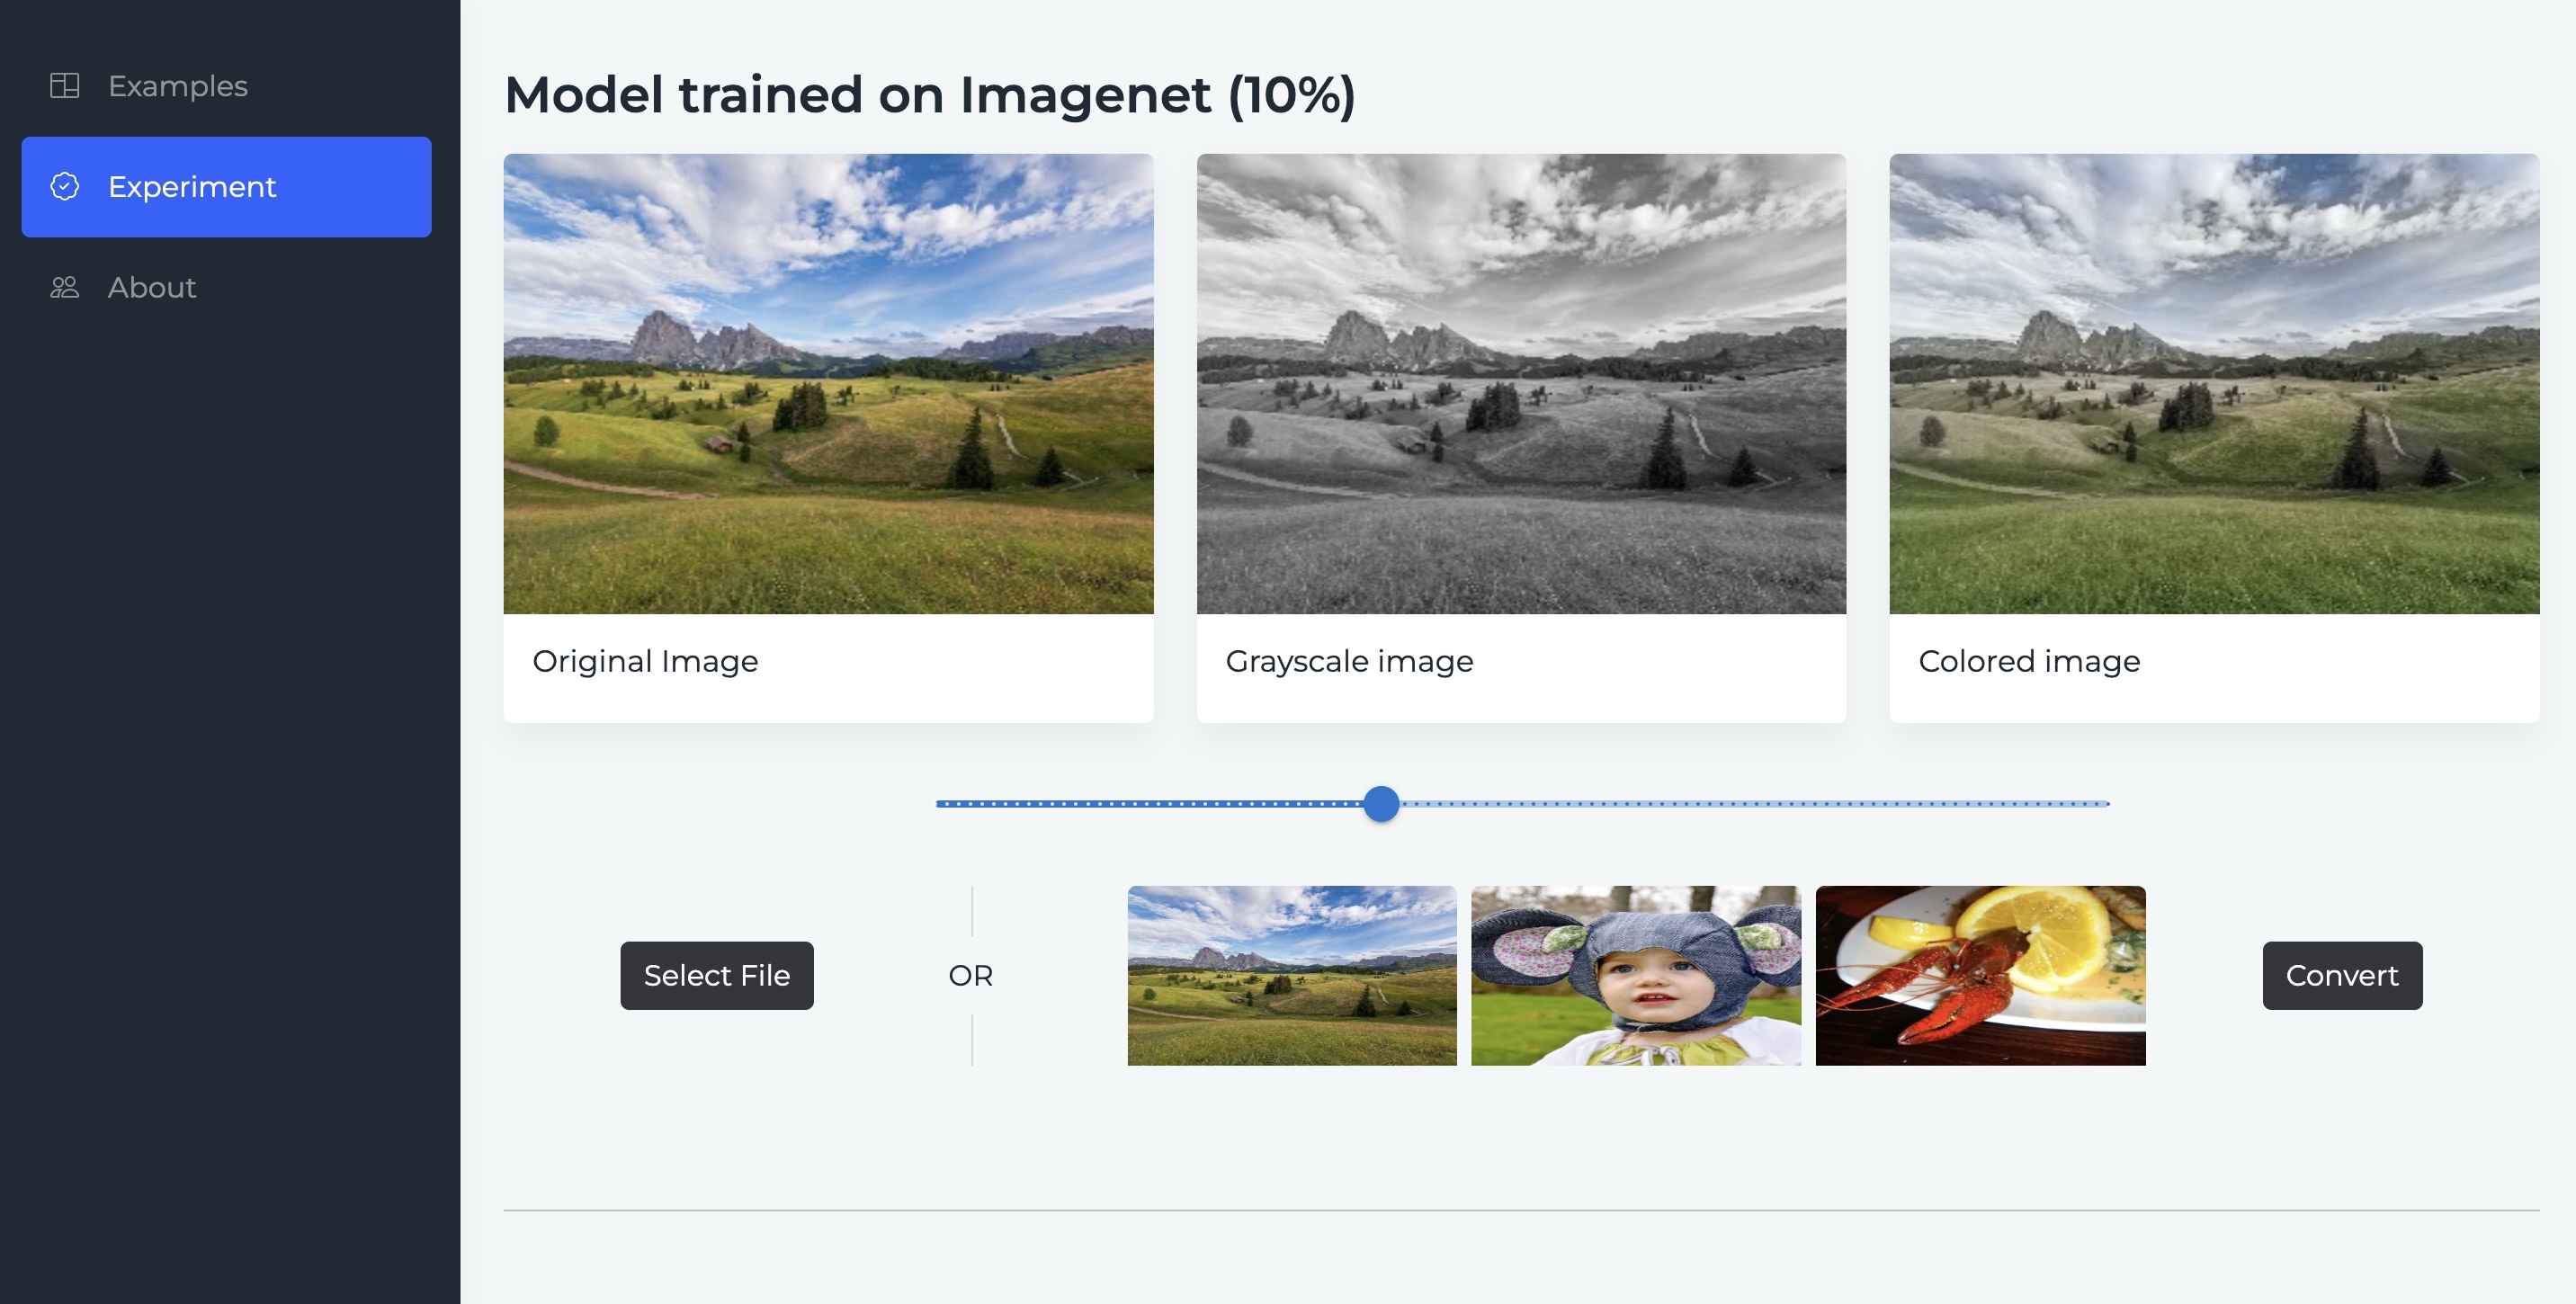 Examples
Experiment
About
Model trained on Imagenet (10%)
Original Image
Grayscale image
Colored image
Select File
OR
Convert